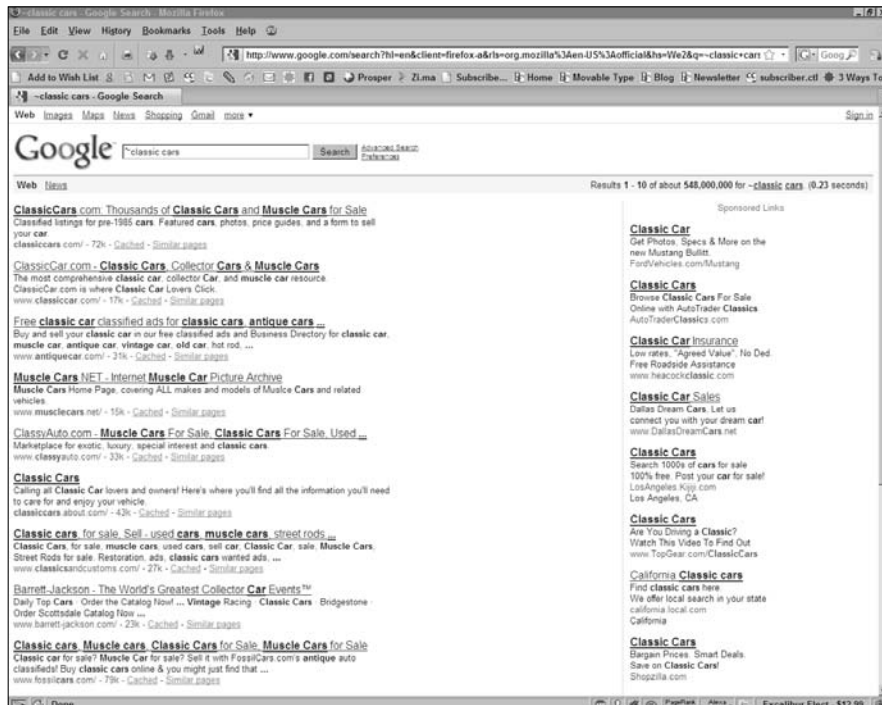 ~classic cars - Google Search - Mozilla Firefox
File Edit View History Bookmarks Tools Help
http://www.google.com/search?hl=en&client=firefox-a&rls=org.mozilla%3Aen-US%3Aofficial&hs=We2&q=~classic+cars
Goog
Add to Wish List Prosper Zi.ma Subscribe... Home Movable Type Blog Newsletter subscriber.ctl 3 Ways To
~classic cars - Google Search
Web Images Maps News Shopping Gmail more ▼ Sign in
Google ~classic cars Search Advanced Search
Preferences
Web News Results 1 - 10 of about 548,000,000 for ~classic cars. (0.23 seconds)
ClassicCars.com: Thousands of Classic Cars and Muscle Cars for Sale
Classified listings for pre-1985 cars. Featured cars, photos, price guides, and a form to sell
your car.
classiccars.com/ - 72k - Cached - Similar pages
ClassicCar.com - Classic Cars, Collector Cars & Muscle Cars
The most comprehensive classic car, collector Car, and muscle car resource.
ClassicCar.com is where Classic Car Lovers Click.
www.classiccar.com/ - 17k - Cached - Similar pages
Free classic car classified ads for classic cars, antique cars ...
Buy and sell your classic car in our free classified ads and Business Directory for classic car,
muscle car, antique car, vintage car, old car, hot rod, ...
www.antiquecar.com/ - 31k - Cached - Similar pages
Muscle Cars.NET - Internet Muscle Car Picture Archive
Muscle Cars Home Page, covering ALL makes and models of Muslce Cars and related
vehicles.
www.musclecars.net/ - 15k - Cached - Similar pages
ClassyAuto.com - Muscle Cars For Sale, Classic Cars For Sale, Used ...
Marketplace for exotic, luxury, special interest and classic cars.
www.classyauto.com/ - 33k - Cached - Similar pages
Classic Cars
Calling all Classic Car lovers and owners! Here's where you'll find all the information you'll need
to care for and enjoy your vehicle.
classiccars.about.com/ - 43k - Cached - Similar pages
Classic cars, for sale, Sell - used cars, muscle cars, street rods ...
Classic Cars, for sale, muscle cars, used cars, sell car, Classic Car, sale, Muscle Cars,
Street Rods for sale. Restoration, ads, classic cars wanted ads, ...
www.classicsandcustoms.com/ - 27k - Cached - Similar pages
Barrett-Jackson - The World's Greatest Collector Car Events™
Daily Top Cars · Order the Catalog Now! ... Vintage Racing · Classic Cars · Bridgestone ·
Order Scottsdale Catalog Now ...
www.barrett-jackson.com/ - 23k - Cached - Similar pages
Classic cars, Muscle cars, Classic Cars for Sale, Muscle Cars for Sale
Classic car for sale? Muscle Car for sale? Sell it with FossilCars.com's antique auto
classifieds! Buy classic cars online & you might just find that ...
www.fossilcars.com/ - 79k - Cached - Similar pages
Sponsored Links
Classic Car
Get Photos, Specs & More on the
new Mustang Bullitt.
FordVehicles.com/Mustang
Classic Cars
Browse Classic Cars For Sale
Online with AutoTrader Classics
AutoTraderClassics.com
Classic Car Insurance
Low rates, "Agreed Value", No Ded.
Free Roadside Assistance
www.heacockclassic.com
Classic Car Sales
Dallas Dream Cars. Let us
connect you with your dream car!
www.DallasDreamCars.net
Classic Cars
Search 1000s of cars for sale
100% free. Post your car for sale!
LosAngeles.Kijiji.com
Los Angeles, CA
Classic Cars
Are You Driving a Classic?
Watch This Video To Find Out
www.TopGear.com/ClassicCars
California Classic cars
Find classic cars here.
We offer local search in your state
california.local.com
California
Classic Cars
Bargain Prices. Smart Deals.
Save on Classic Cars!
Shopzilla.com
Done PageRank Alexa Excalibur Elect - $12.99